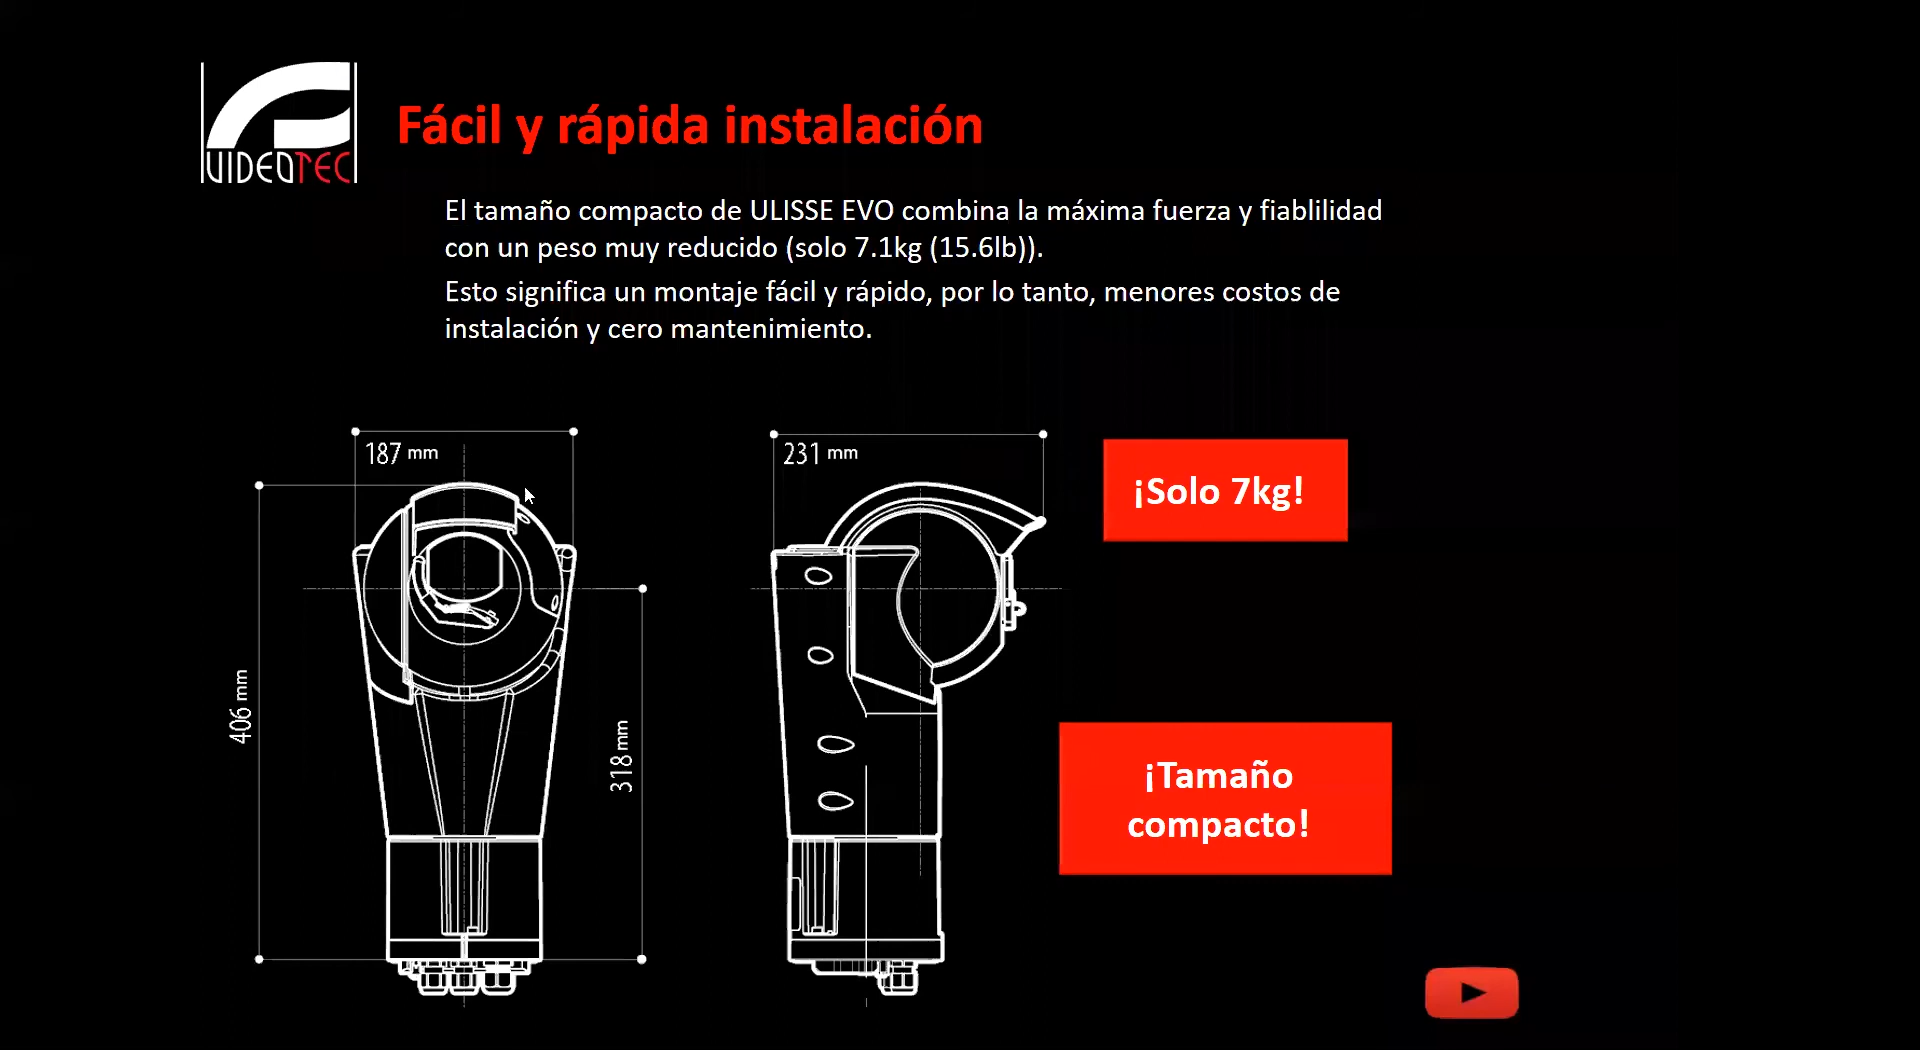 VIDEOTEC
Fácil y rápida instalación
El tamaño compacto de ULISSE EVO combina la máxima fuerza y fiablilidad
con un peso muy reducido (solo 7.1kg (15.6lb)).
Esto significa un montaje fácil y rápido, por lo tanto, menores costos de
instalación y cero mantenimiento.
187 mm
231 mm
¡Solo 7kg!
406 mm
318 mm
¡Tamaño
compacto!